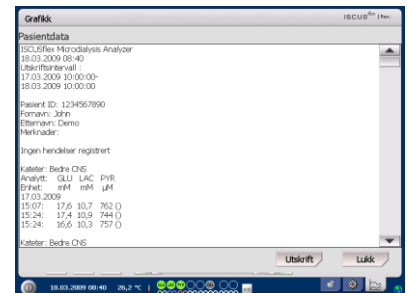 Grafikk
ISCUSflex
Pasientdata
ISCUSflex Microdialysis Analyzer
18.03.2009 08:40
Utskriftsintervall :
17.03.2009 10:00:00-
18.03.2009 10:00:00
Pasient ID: 1234567890
Fornavn: John
Etternavn: Demo
Merknader:
Ingen hendelser registrert
Kateter: Bedre CNS
Analytt: GLU LAC PYR
Enhet: mM mM µM
17.03.2009
15:07: 17,6 10,7 762 ()
15:24: 17,4 10,9 744 ()
15:24: 16,6 10,3 757 ()
Kateter: Bedre CNS
Utskrift Lukk
18.03.2009 08:40 26,2 °C